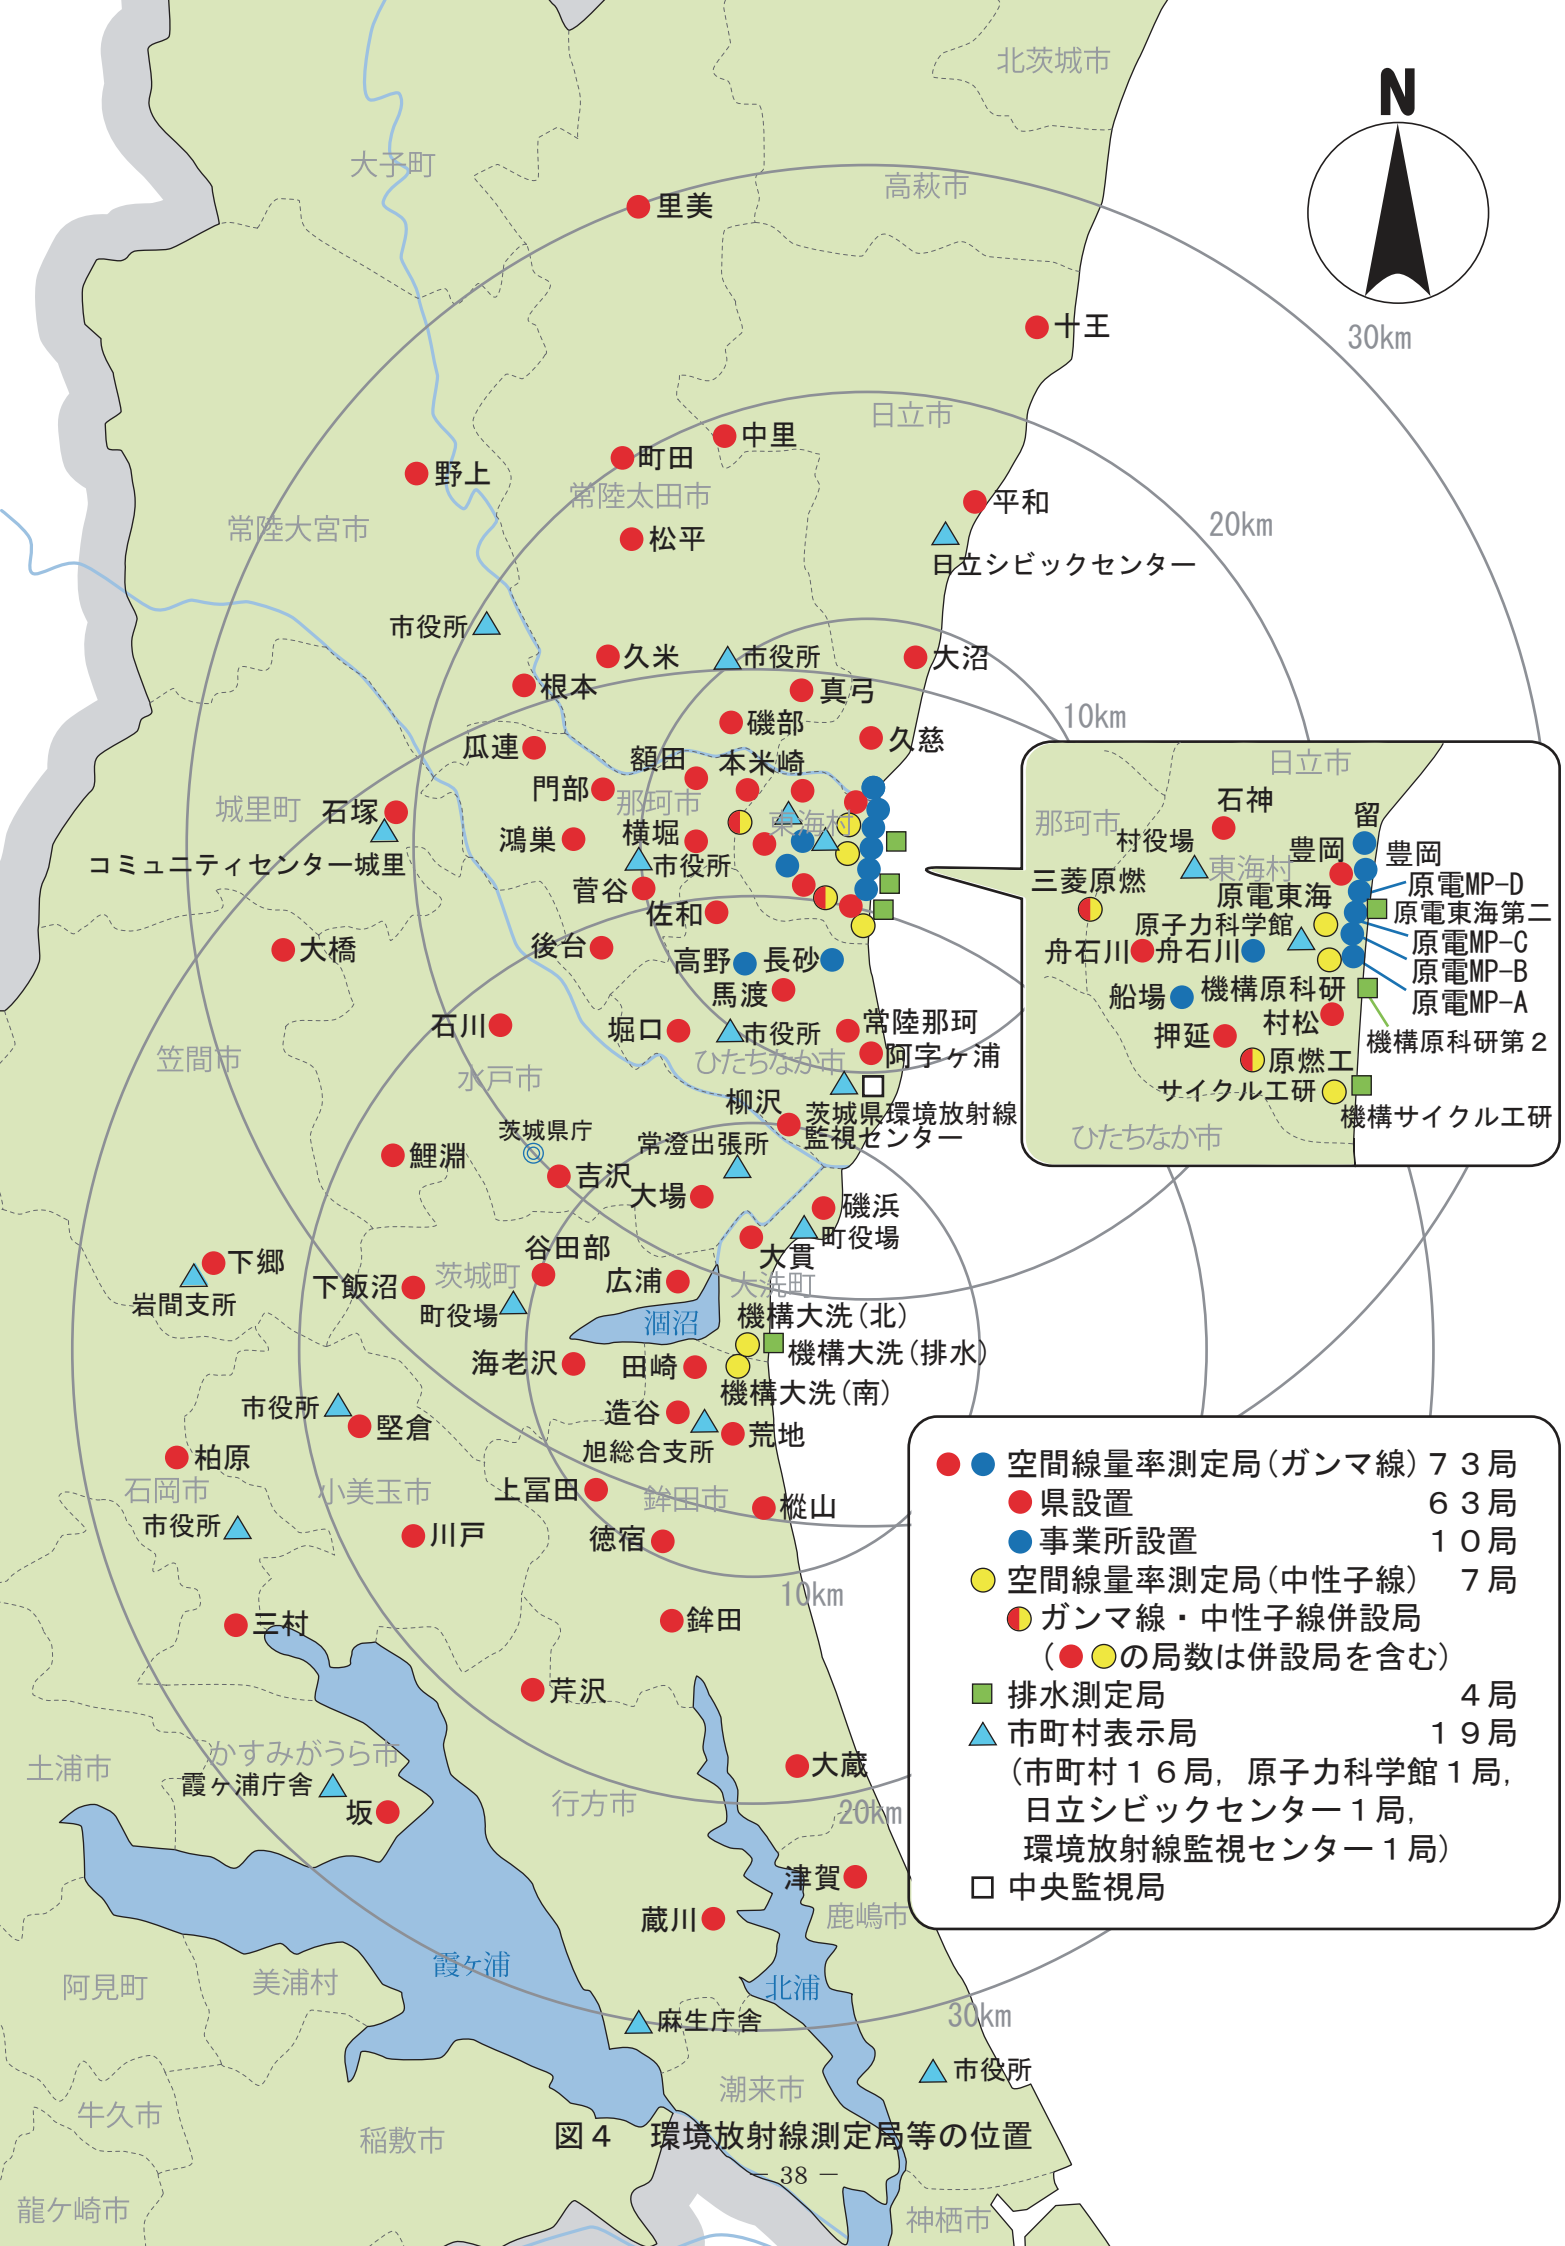 北茨城市
N
大子町
高萩市
里美
十王
30km
日立市
中里
町田
野上
常陸太田市
平和
常陸大宮市
20km
松平
日立シビックセンター
市役所
久米
市役所
大沼
根本
真弓
10km
磯部
久慈
瓜連
額田
本米崎
門部
那珂市
城里町
石塚
東海村
鴻巣
横堀
コミュニティセンター城里
市役所
菅谷
佐和
大橋
後台
高野
長砂
馬渡
石川
堀口
市役所
常陸那珂
笠間市
ひたちなか市
阿字ヶ浦
水戸市
柳沢
茨城県環境放射線
監視センター
茨城県庁
常澄出張所
鯉淵
吉沢
大場
磯浜
町役場
大貫
谷田部
下郷
茨城町
下飯沼
広浦
大洗町
岩間支所
町役場
涸沼
機構大洗（北）
機構大洗（排水）
海老沢
田崎
機構大洗（南）
市役所
造谷
堅倉
荒地
旭総合支所
柏原
石岡市
小美玉市
上冨田
鉾田市
樅山
市役所
川戸
徳宿
10km
三村
鉾田
芹沢
土浦市
かすみがうら市
大蔵
霞ヶ浦庁舎
坂
行方市
20km
津賀
蔵川
鹿嶋市
霞ヶ浦
阿見町
美浦村
北浦
麻生庁舎
30km
市役所
潮来市
牛久市
稲敷市
龍ケ崎市
神栖市
日立市
石神
留
那珂市
村役場
豊岡
豊岡
東海村
三菱原燃
原電東海
原電MP-D
原子力科学館
原電東海第二
舟石川
舟石川
原電MP-C
原電MP-B
船場
機構原科研
原電MP-A
村松
押延
機構原科研第２
原燃工
サイクル工研
機構サイクル工研
ひたちなか市
空間線量率測定局（ガンマ線）７３局
県設置 ６３局
事業所設置 １０局
空間線量率測定局（中性子線） ７局
ガンマ線・中性子線併設局
（ の局数は併設局を含む）
排水測定局 ４局
市町村表示局 １９局
（市町村１６局，原子力科学館１局，
日立シビックセンター１局，
環境放射線監視センター１局）
中央監視局
図４　環境放射線測定局等の位置
― 38 ―